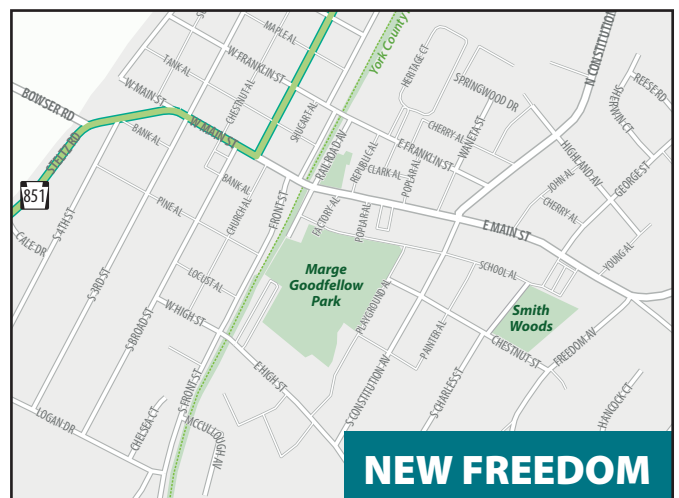 MAPLE AL
York County
N CONSTITUTION
TANK AL
W. FRANKLIN ST
HERITAGE CT
SPRINGWOOD DR
REESE RD
BOWSER RD
W. MAIN ST
CHESTNUT AL
SHUCART AL
SHERWIN
STELTZ RD
BANK AL
W. MAIN ST
RAILROAD AV
REPUBLIC AL
CHERRY AL
WANETA ST
HIGHLAND AV
E FRANKLIN ST
CLARK AL
POPLAR AL
GEORGE ST
851
S 4TH ST
PINE AL
BANK AL
CHURCH AL
FRONT ST
FACTORY AL
POPLAR AL
JOHN AL
CHERRY AL
E MAIN ST
YOUNG AL
CALE DR
S 3RD ST
LOCUST AL
Marge
Goodfellow
Park
SCHOOL AL
PLAYGROUND AL
Smith
Woods
S BROAD ST
W HIGH ST
PAINTER AL
CHESTNUT ST
FREEDOM AV
E HIGH ST
S FRONT ST
S CONSTITUTION AV
S CHARLES ST
LOGAN DR
CHELSEA CT
MCCULLOUGH AV
HANCOCK CT
NEW FREEDOM